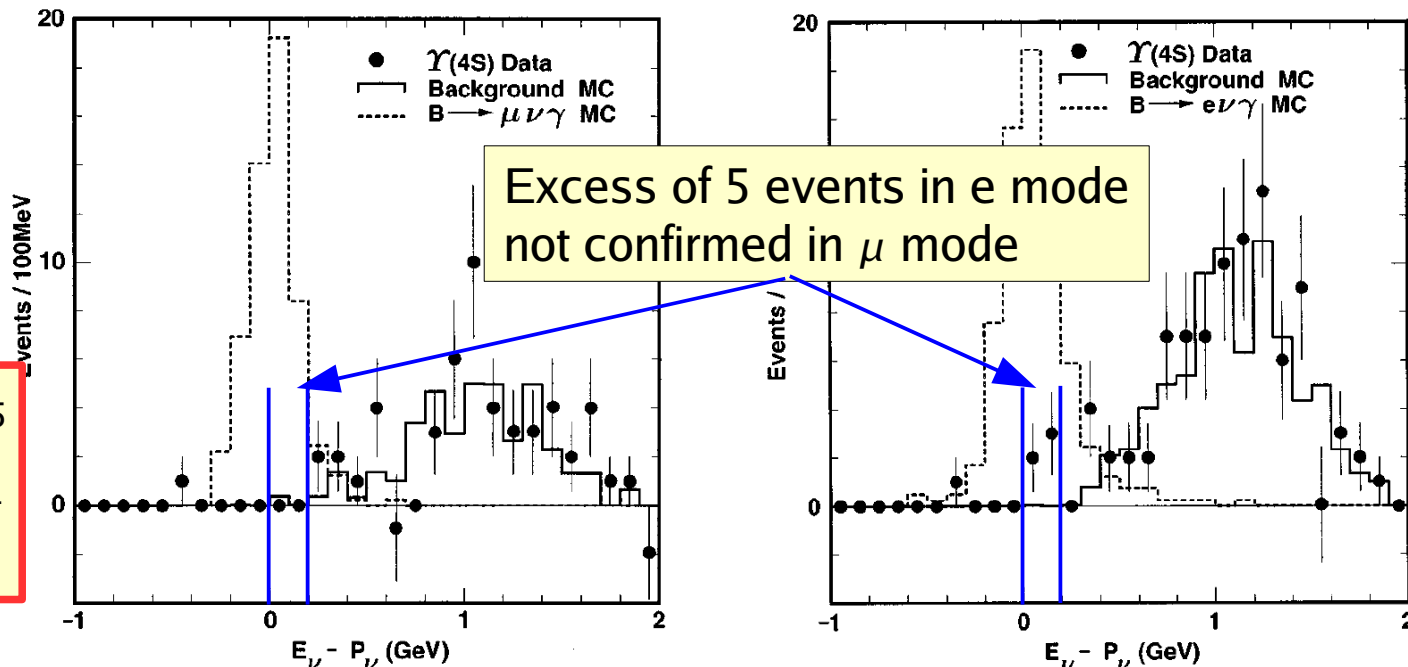 20
ϒ(4S) Data
Background MC
B → μνγ MC
10
0
Events / 100MeV
-1
0
1
2
Eν - Pν (GeV)
Excess of 5 events in e mode
not confirmed in μ mode
20
ϒ(4S) Data
Background MC
B → eνγ MC
0
Events /
-1
0
1
2
Eν - Pν (GeV)